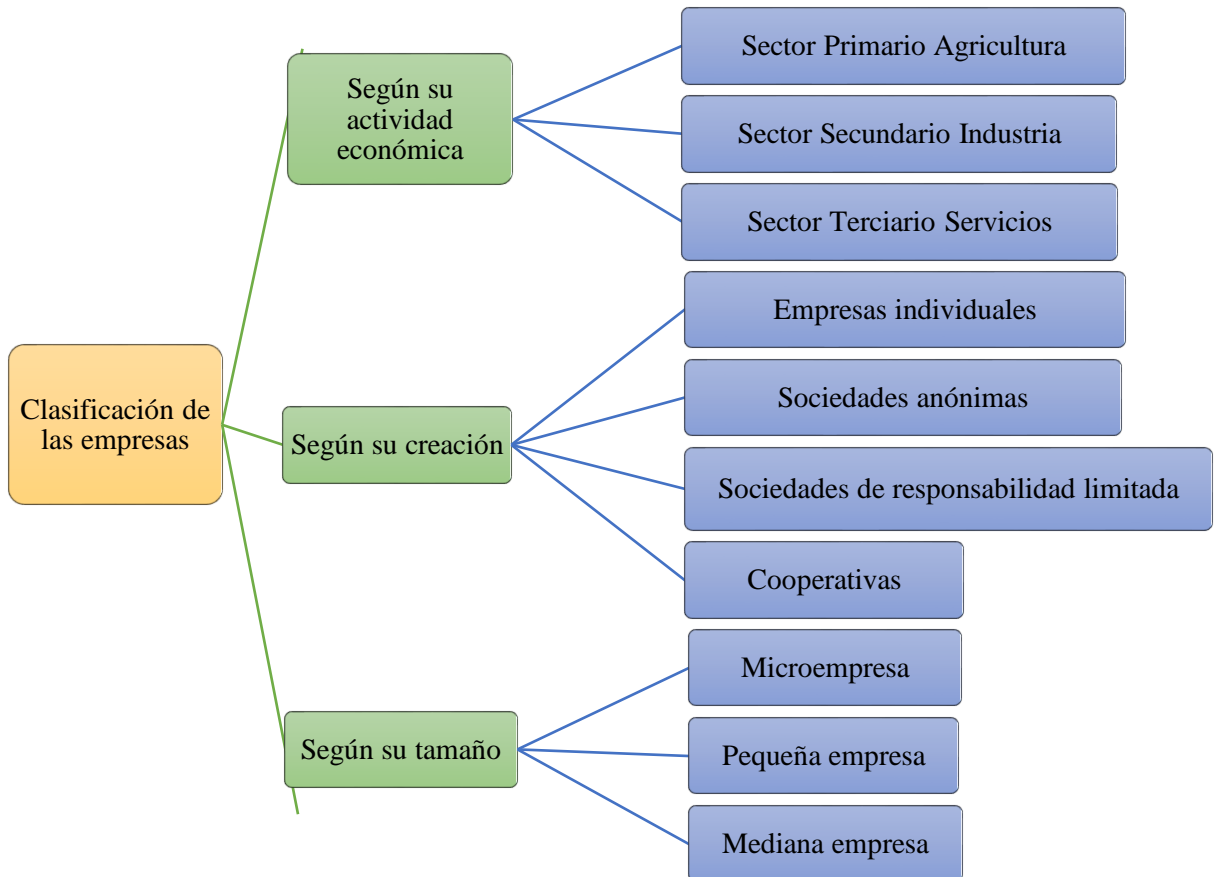 Clasificación de
las empresas
Según su
actividad
económica
Sector Primario Agricultura
Sector Secundario Industria
Sector Terciario Servicios
Según su creación
Empresas individuales
Sociedades anónimas
Sociedades de responsabilidad limitada
Cooperativas
Según su tamaño
Microempresa
Pequeña empresa
Mediana empresa